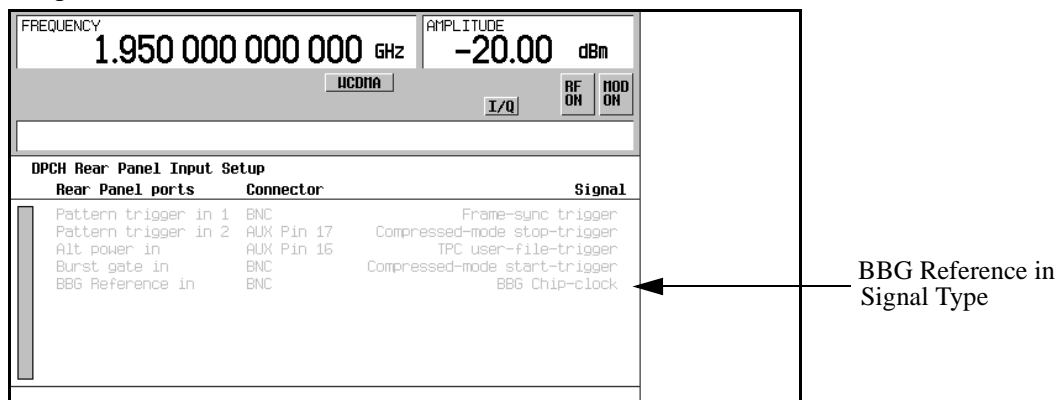 FREQUENCY
1.950 000 000 000 GHz
AMPLITUDE
-20.00 dBm
WCDMA
I/Q
RF ON
MOD ON
DPCH Rear Panel Input Setup
Rear Panel ports Connector Signal
Pattern trigger in 1 BNC Frame-sync trigger
Pattern trigger in 2 AUX Pin 17 Compressed-mode stop-trigger
Alt power in AUX Pin 16 TPC user-file-trigger
Burst gate in BNC Compressed-mode start-trigger
BBG Reference in BNC BBG Chip-clock
BBG Reference in
Signal Type